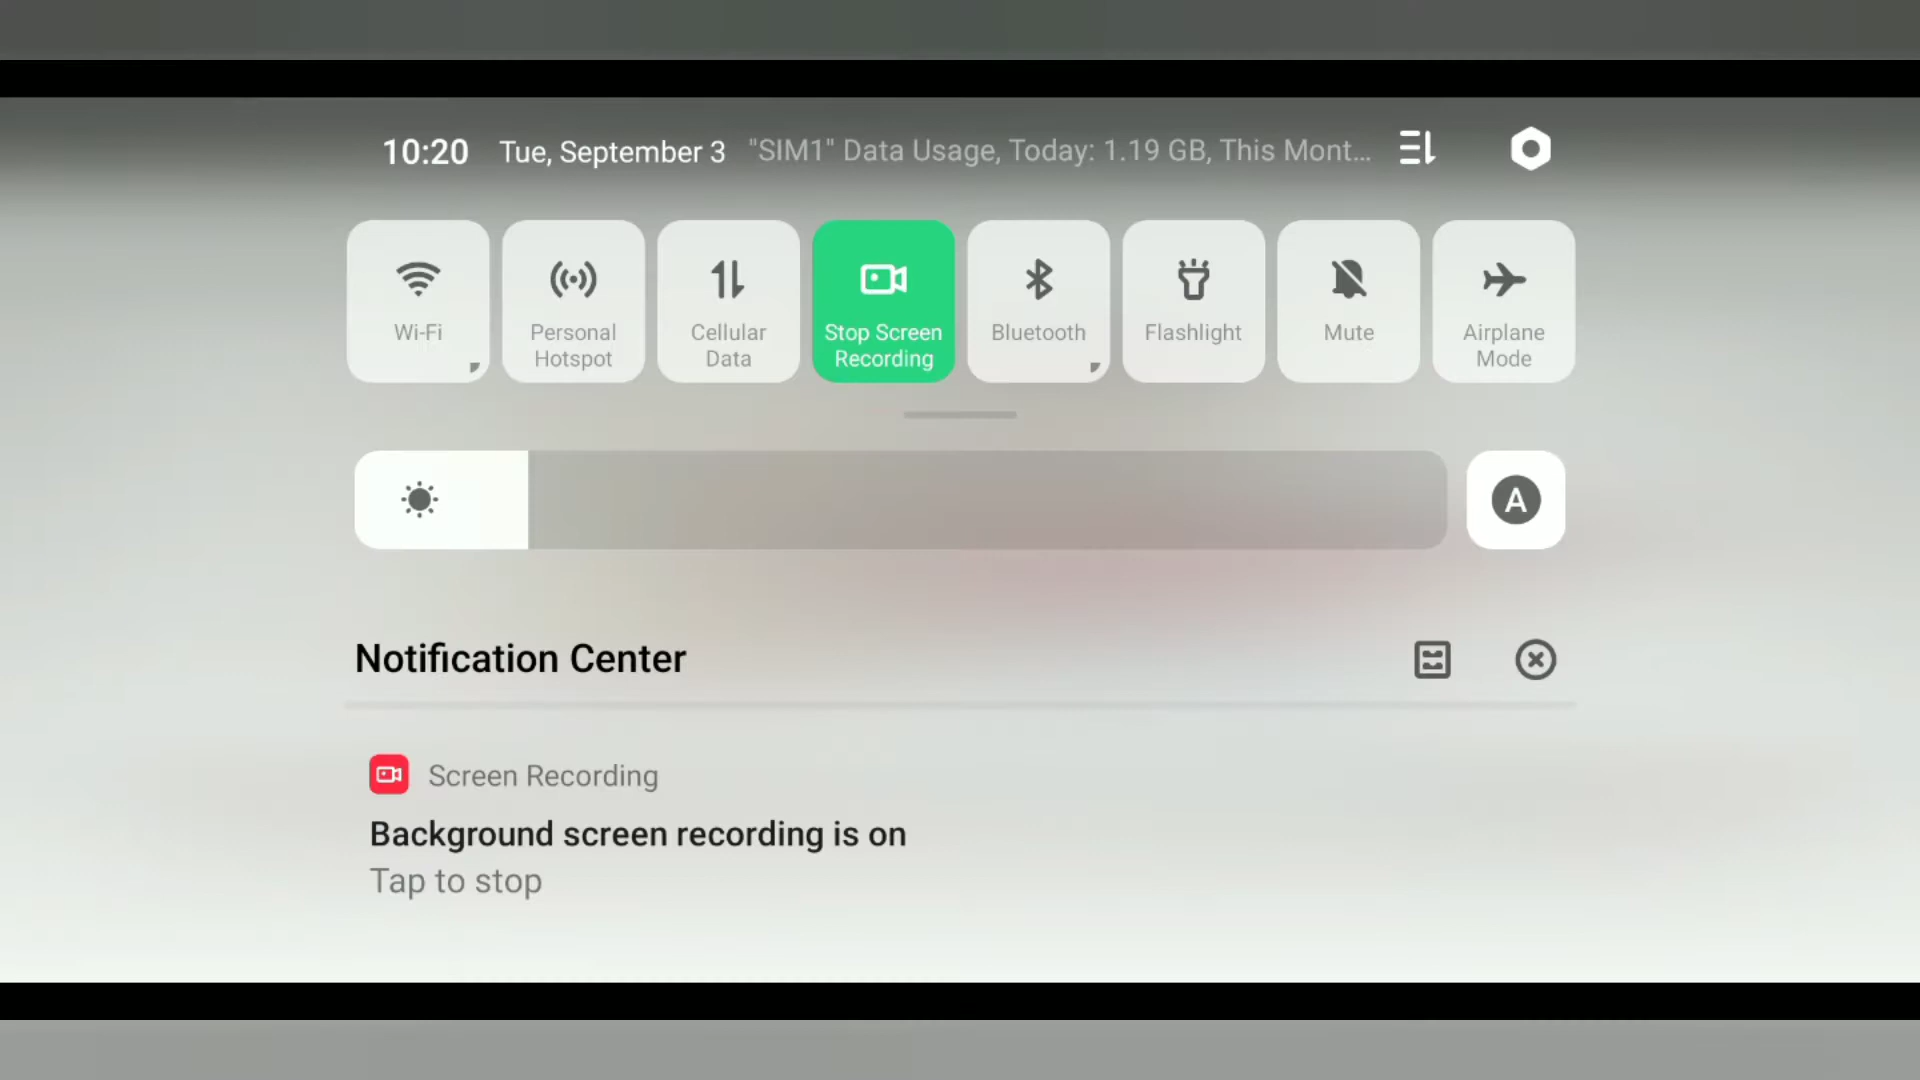 10:20 Tue, September 3 "SIM1" Data Usage, Today: 1.19 GB, This Mont...
Wi-Fi
Personal
Hotspot
Cellular
Data
Stop Screen
Recording
Bluetooth
Flashlight
Mute
Airplane
Mode
A
Notification Center
Screen Recording
Background screen recording is on
Tap to stop